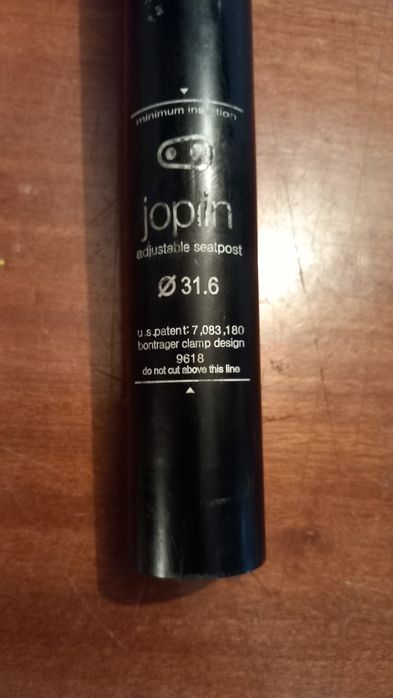 minimum insertion
joplin
adjustable seatpost
Ø 31.6
u.s.patent: 7,083,180
bontrager clamp design
9618
do not cut above this line